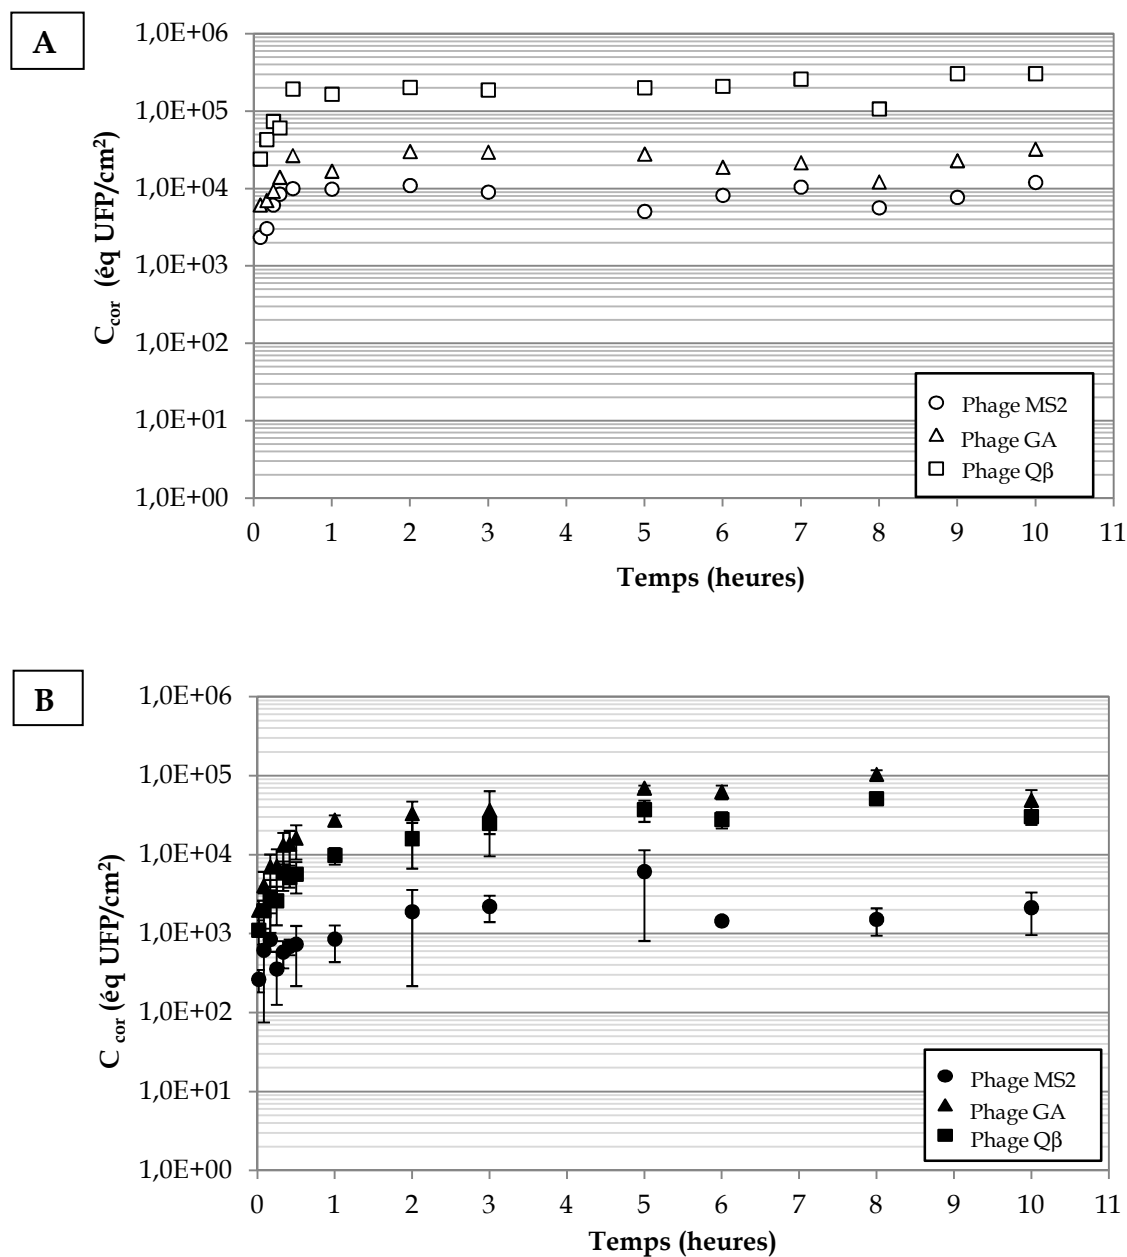 A
1,0E+06
1,0E+05
1,0E+04
1,0E+03
1,0E+02
1,0E+01
1,0E+00
C cor (éq UFP/cm²)
Phage MS2
Phage GA
Phage Qβ
0 1 2 3 4 5 6 7 8 9 10 11
Temps (heures)
B
1,0E+06
1,0E+05
1,0E+04
1,0E+03
1,0E+02
1,0E+01
1,0E+00
C cor (éq UFP/cm²)
Phage MS2
Phage GA
Phage Qβ
0 1 2 3 4 5 6 7 8 9 10 11
Temps (heures)